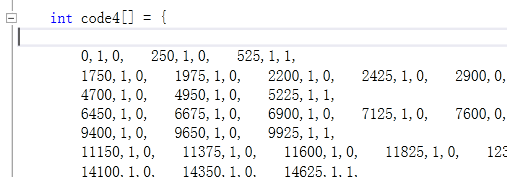 int code4[] = {
0,1,0, 250,1,0, 525,1,1,
1750,1,0, 1975,1,0, 2200,1,0, 2425,1,0, 2900,0,
4700,1,0, 4950,1,0, 5225,1,1,
6450,1,0, 6675,1,0, 6900,1,0, 7125,1,0, 7600,0,
9400,1,0, 9650,1,0, 9925,1,1,
11150,1,0, 11375,1,0, 11600,1,0, 11825,1,0, 123
14100,1,0, 14350,1,0, 14625,1,1,